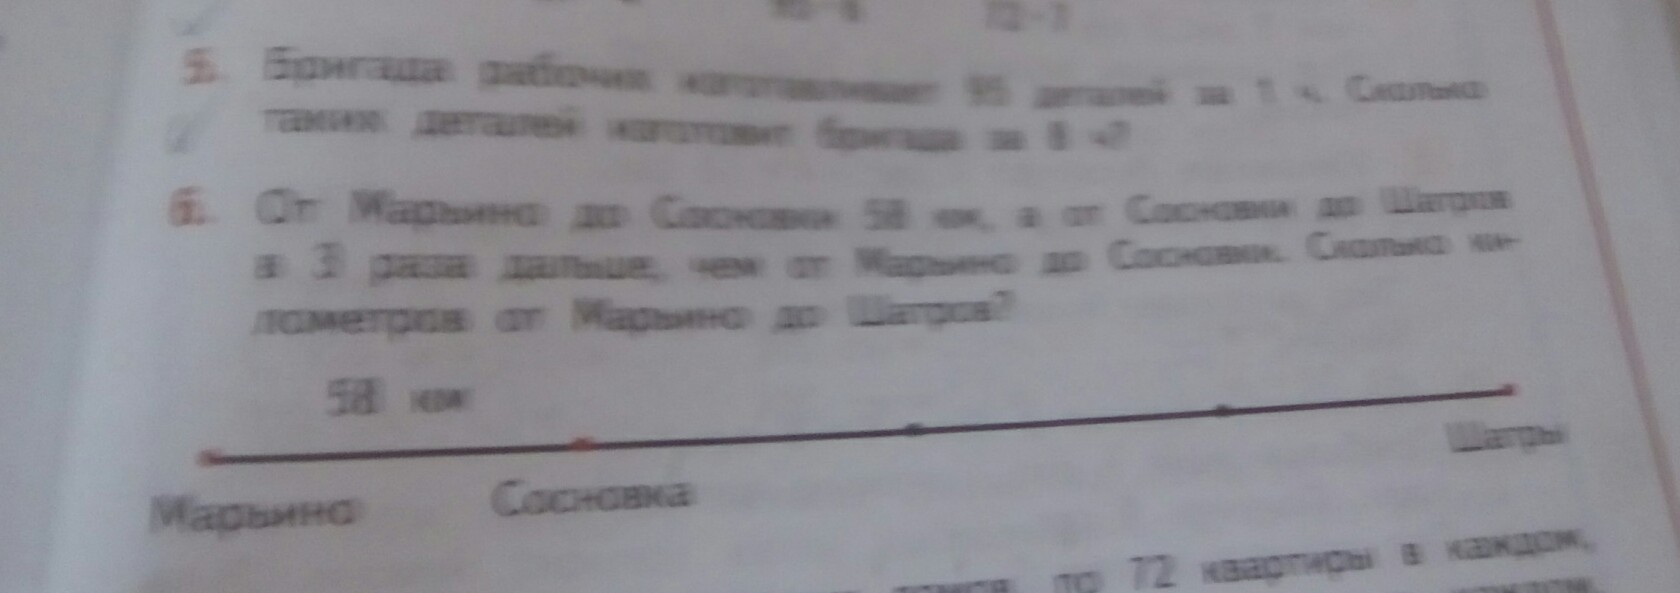 5. Бригада рабочих изготавливает 95 деталей за 1 ч. Сколько
таких деталей изготовит бригада за 8 ч?
6. От Марьино до Сосновки 58 км, а от Сосновки до Шатров
в 3 раза дальше, чем от Марьино до Сосновки. Сколько ки-
лометров от Марьино до Шатров?
58 км
Шатры
Марьино Сосновка
домов по 72 квартиры в каждом,